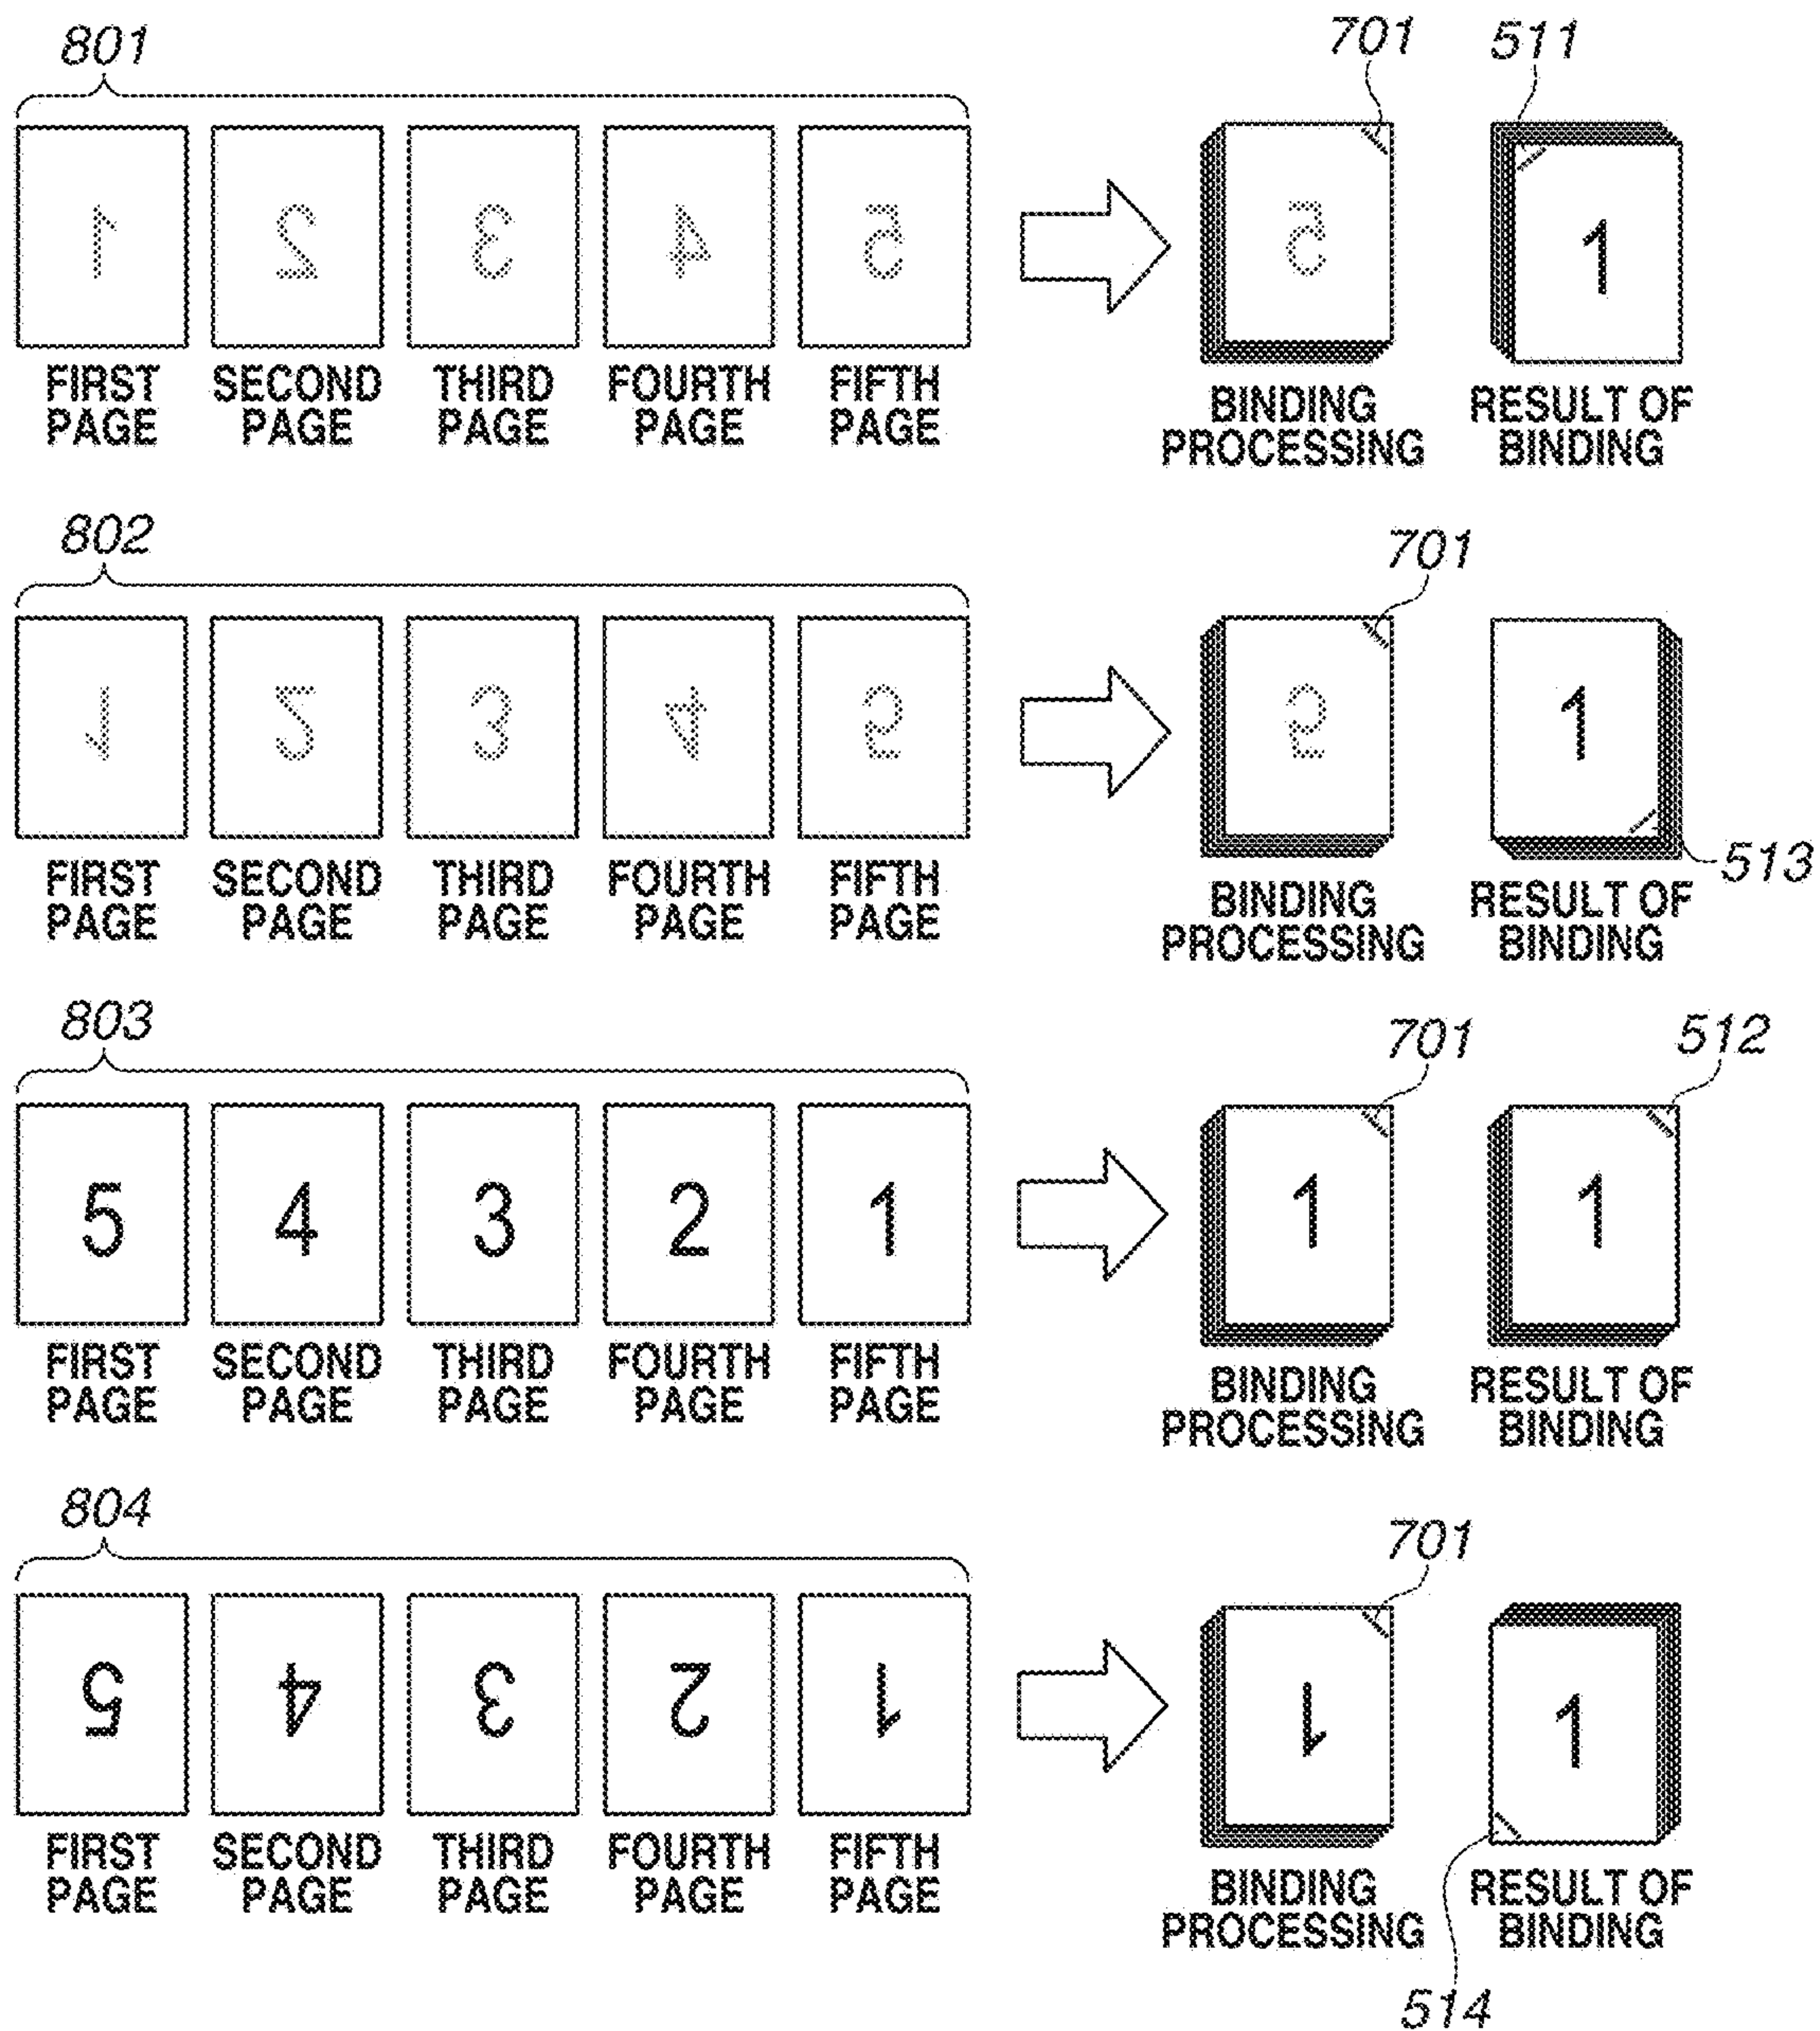 801
701
511
1
2
3
4
5
5
1
FIRST PAGE
SECOND PAGE
THIRD PAGE
FOURTH PAGE
FIFTH PAGE
BINDING PROCESSING
RESULT OF BINDING
802
701
1
2
3
4
5
5
1
513
FIRST PAGE
SECOND PAGE
THIRD PAGE
FOURTH PAGE
FIFTH PAGE
BINDING PROCESSING
RESULT OF BINDING
803
701
512
5
4
3
2
1
1
1
FIRST PAGE
SECOND PAGE
THIRD PAGE
FOURTH PAGE
FIFTH PAGE
BINDING PROCESSING
RESULT OF BINDING
804
701
5
4
3
2
1
1
1
FIRST PAGE
SECOND PAGE
THIRD PAGE
FOURTH PAGE
FIFTH PAGE
BINDING PROCESSING
RESULT OF BINDING
514